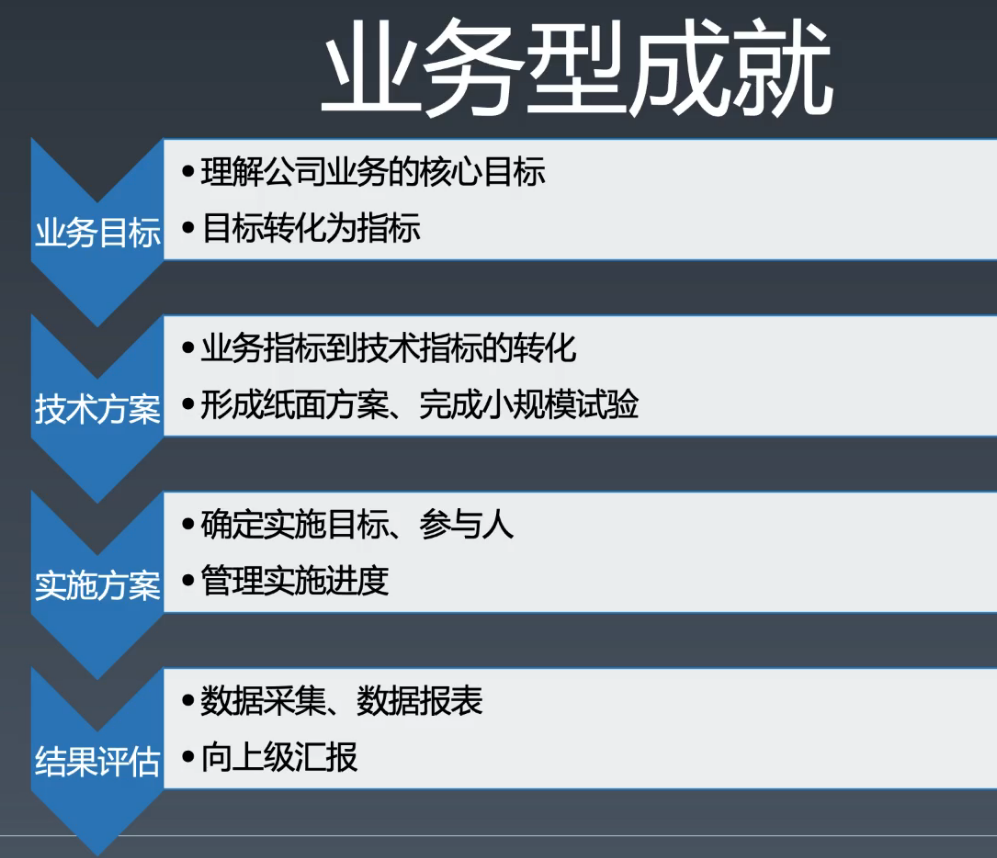 业务型成就
业务目标
•理解公司业务的核心目标
•目标转化为指标
技术方案
•业务指标到技术指标的转化
•形成纸面方案、完成小规模试验
实施方案
•确定实施目标、参与人
•管理实施进度
结果评估
•数据采集、数据报表
•向上级汇报